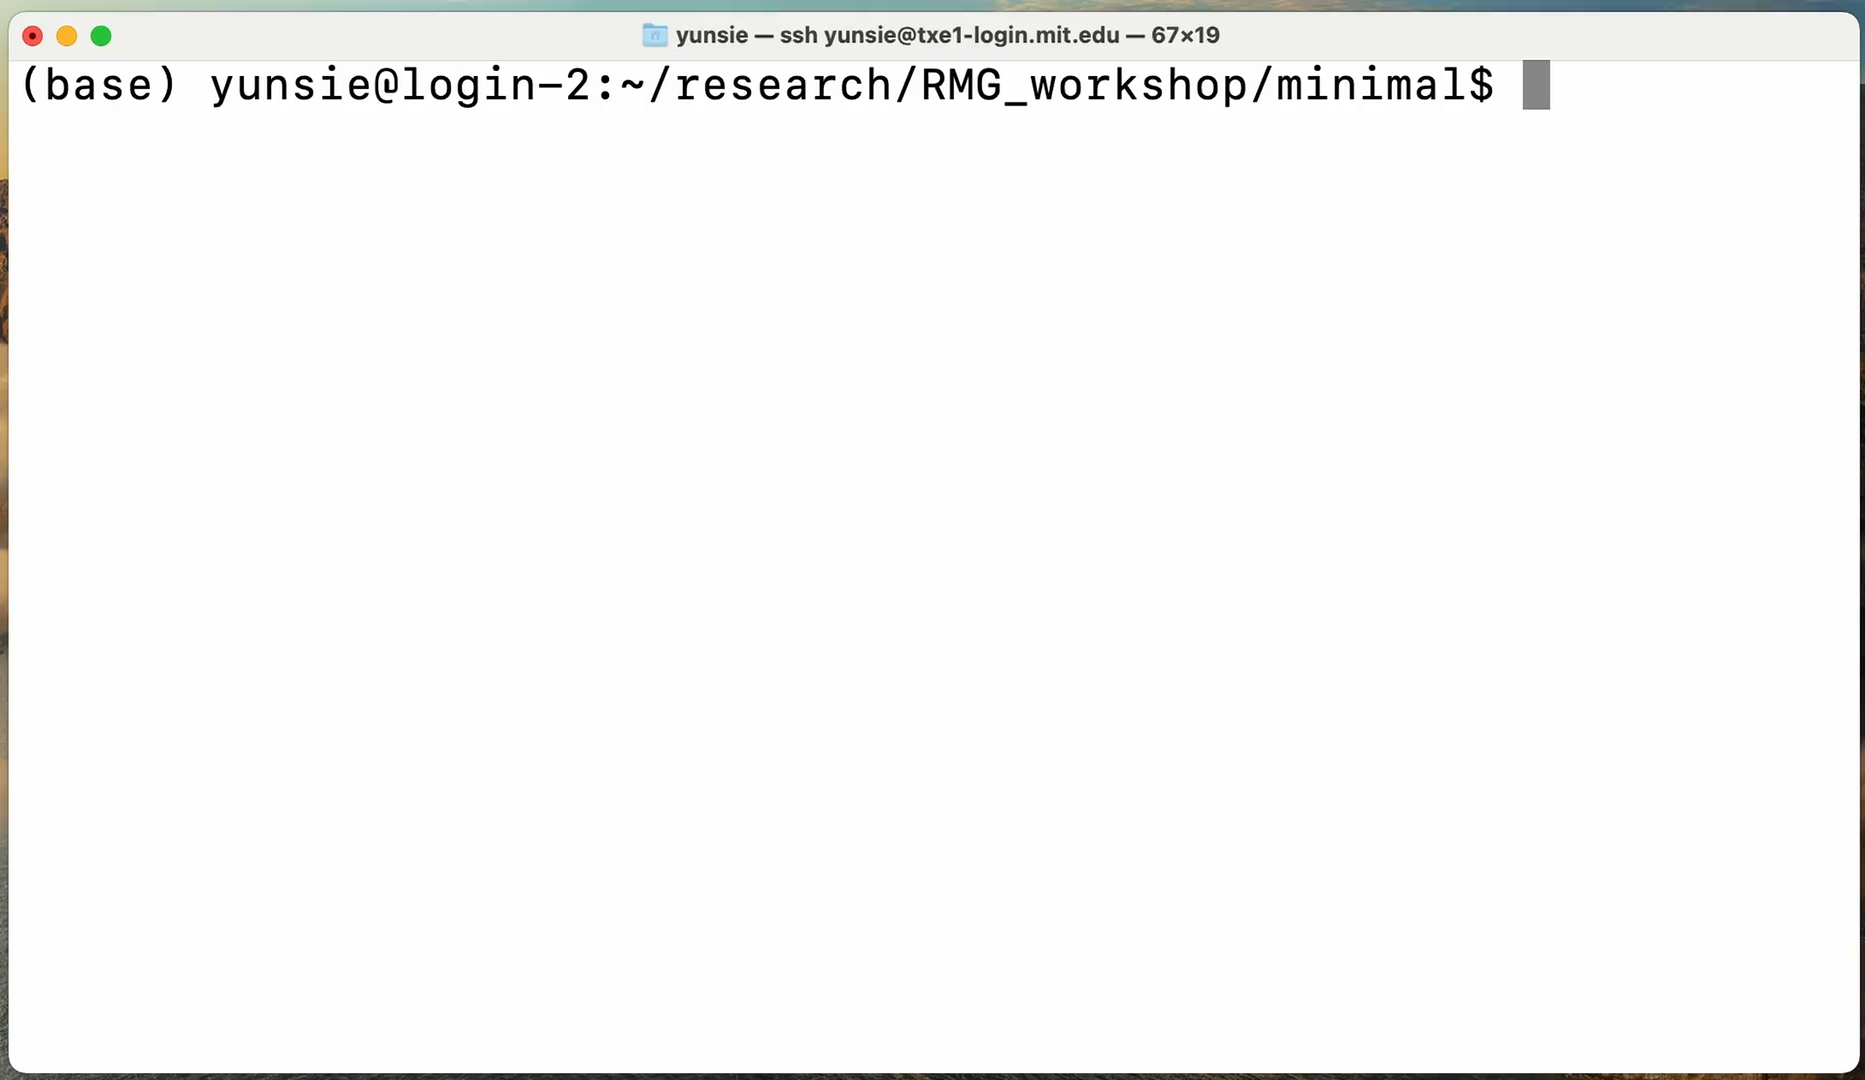 yunsie — ssh yunsie@txe1-login.mit.edu — 67×19
(base) yunsie@login-2:~/research/RMG_workshop/minimal$